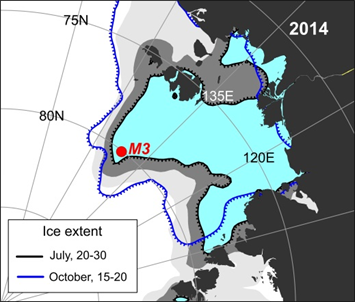 75N
2014
135E
80N
M3
120E
Ice extent
July, 20-30
October, 15-20